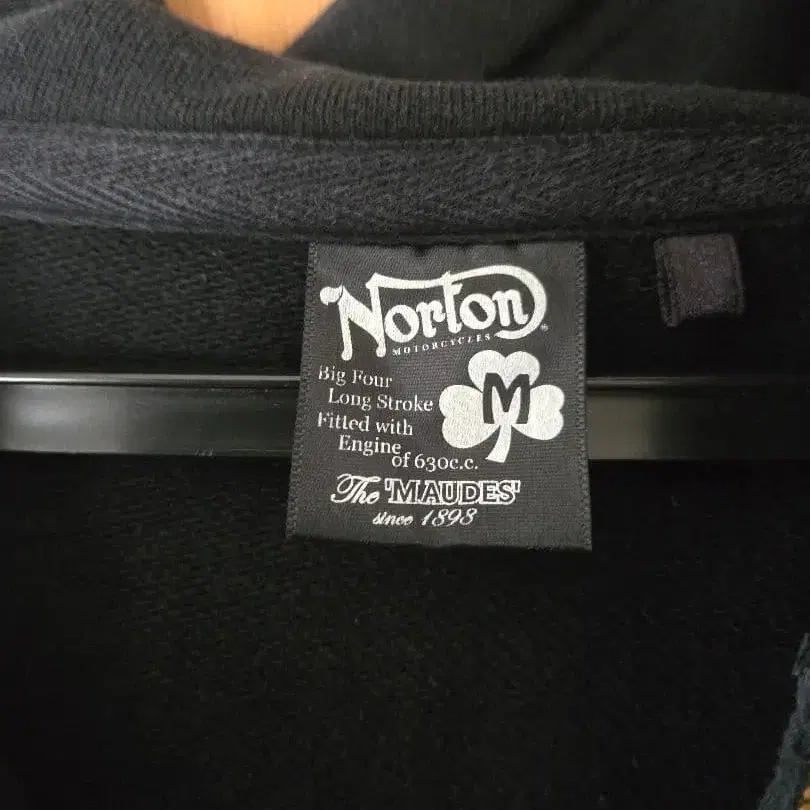 Norton®
MOTORCYCLES
Big Four
Long Stroke
Fitted with
Engine
of 630c.c.
M
The 'MAUDES'
since 1898